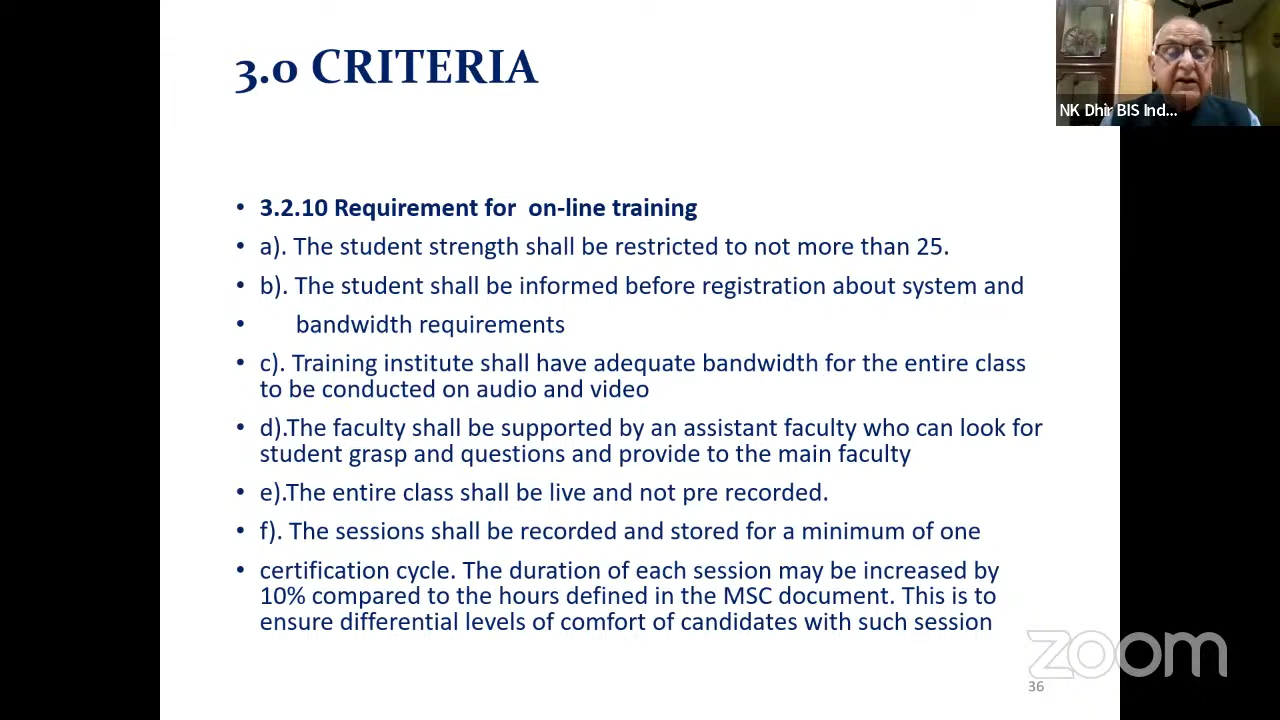 3.0 CRITERIA
NK Dhir BIS Ind...
• 3.2.10 Requirement for on-line training
• a). The student strength shall be restricted to not more than 25.
• b). The student shall be informed before registration about system and
• bandwidth requirements
• c). Training institute shall have adequate bandwidth for the entire class
to be conducted on audio and video
• d).The faculty shall be supported by an assistant faculty who can look for
student grasp and questions and provide to the main faculty
• e).The entire class shall be live and not pre recorded.
• f). The sessions shall be recorded and stored for a minimum of one
• certification cycle. The duration of each session may be increased by
10% compared to the hours defined in the MSC document. This is to
ensure differential levels of comfort of candidates with such session
zoom
36